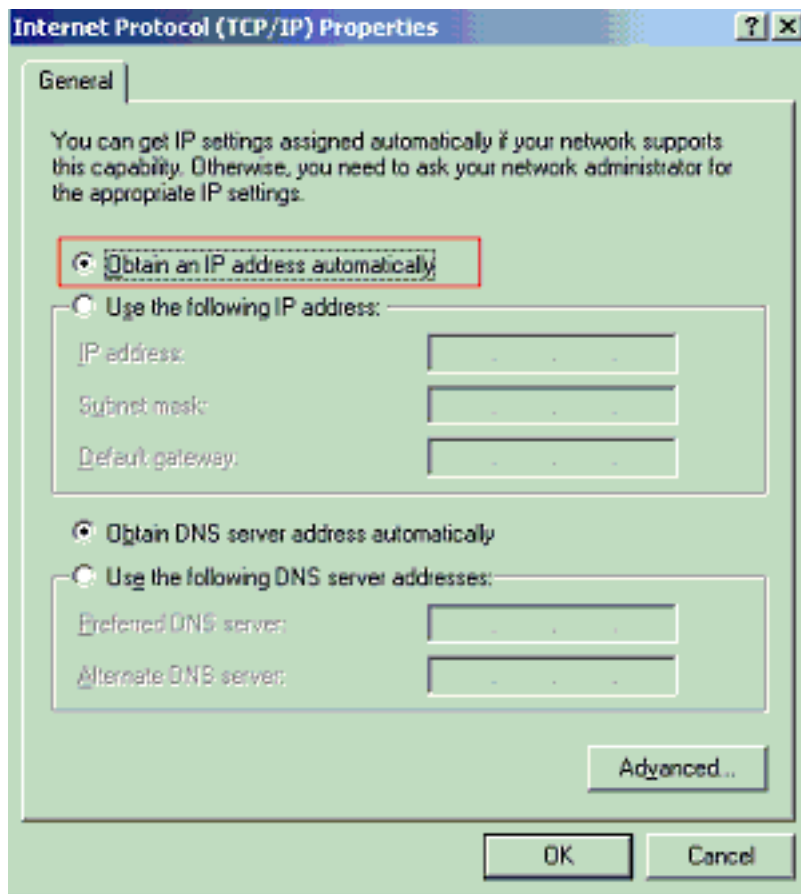 Internet Protocol (TCP/IP) Properties
General
You can get IP settings assigned automatically if your network supports
this capability. Otherwise, you need to ask your network administrator for
the appropriate IP settings.
Obtain an IP address automatically
Use the following IP address:
IP address:
Subnet mask:
Default gateway:
Obtain DNS server address automatically
Use the following DNS server addresses:
Preferred DNS server:
Alternate DNS server:
Advanced...
OK
Cancel